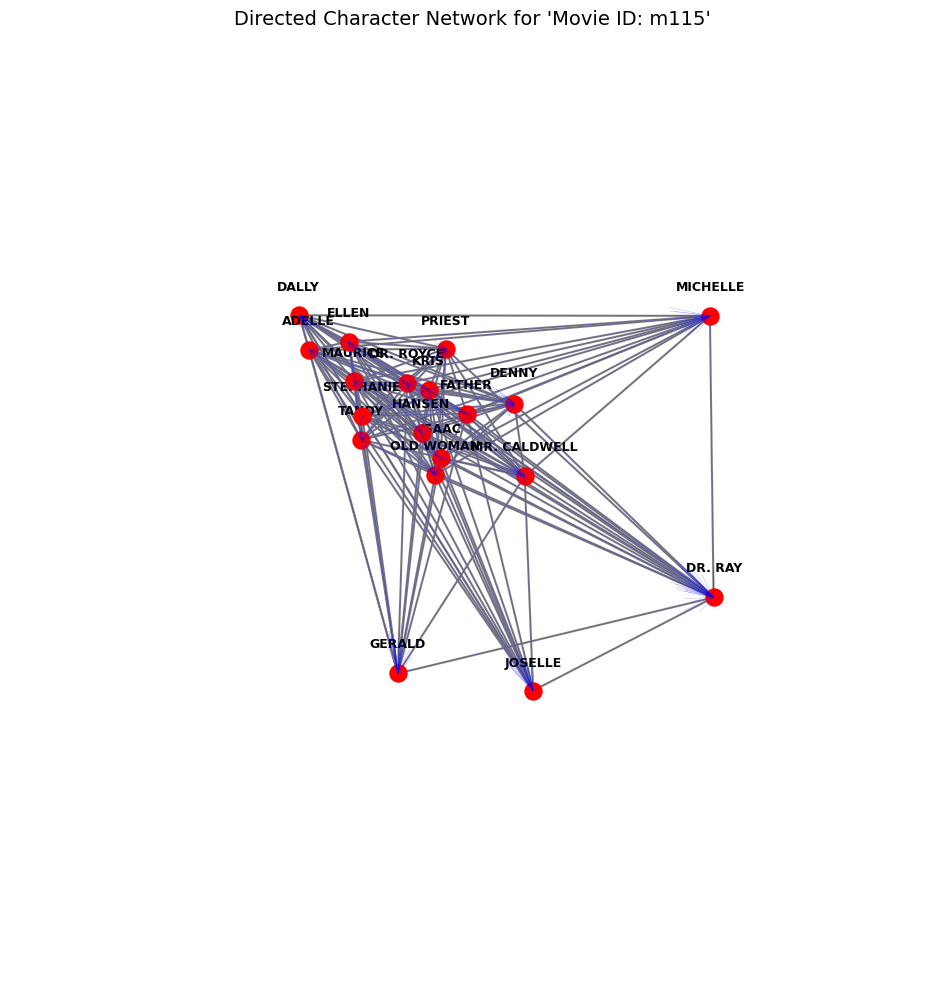 Directed Character Network for 'Movie ID: m115'
DALLY
MICHELLE
ELLEN
ADELLE
PRIEST
MAURICE
DR. ROYCE
KRIS
DENNY
STEPHANIE
FATHER
HANSEN
TANDY
ISAAC
OLD WOMAN
MR. CALDWELL
DR. RAY
GERALD
JOSELLE